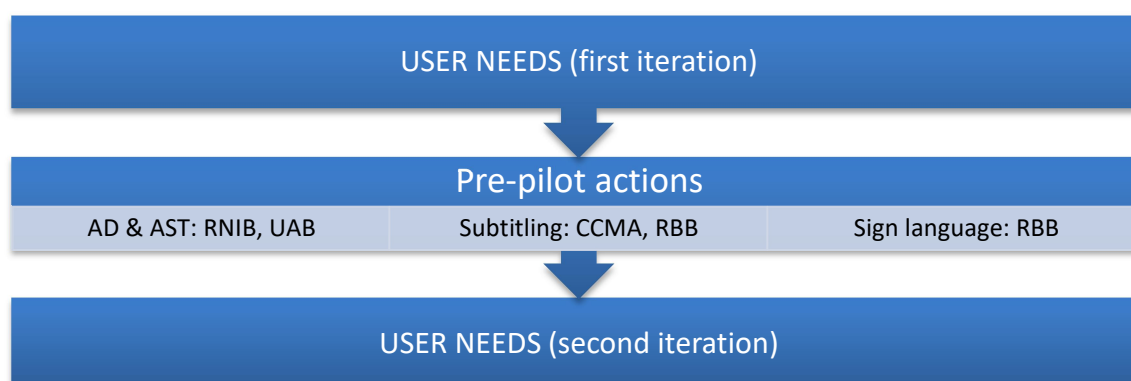 USER NEEDS (first iteration)
Pre-pilot actions
AD & AST: RNIB, UAB
Subtitling: CCMA, RBB
Sign language: RBB
USER NEEDS (second iteration)